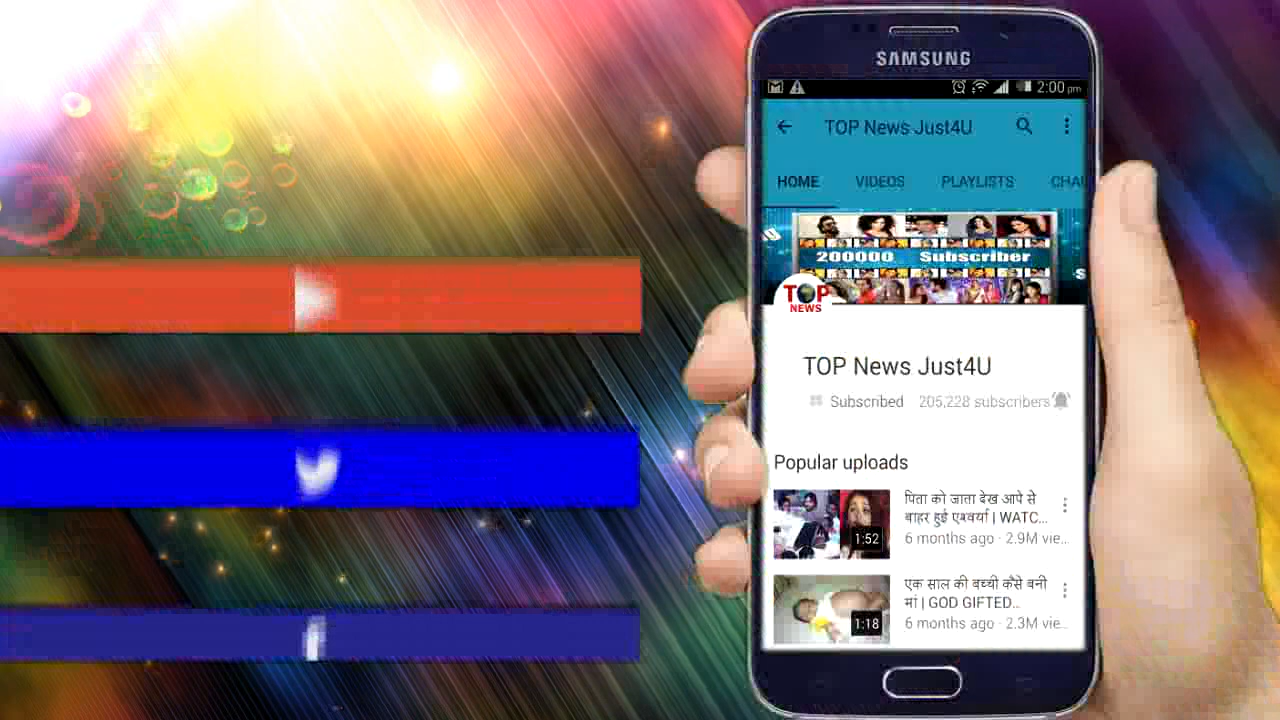 SAMSUNG
2:00 pm
TOP News Just4U
HOME VIDEOS PLAYLISTS CHA
200000 Subscriber
S
TOP
NEWS
TOP News Just4U
Subscribed 205,228 subscribers
Popular uploads
पिता को जाता देख आपे से
बाहर हुई एश्वर्या | WATC...
1:52
6 months ago · 2.9M vie...
एक साल की बच्ची कैसे बनी
मां | GOD GIFTED..
1:18
6 months ago · 2.3M vie..